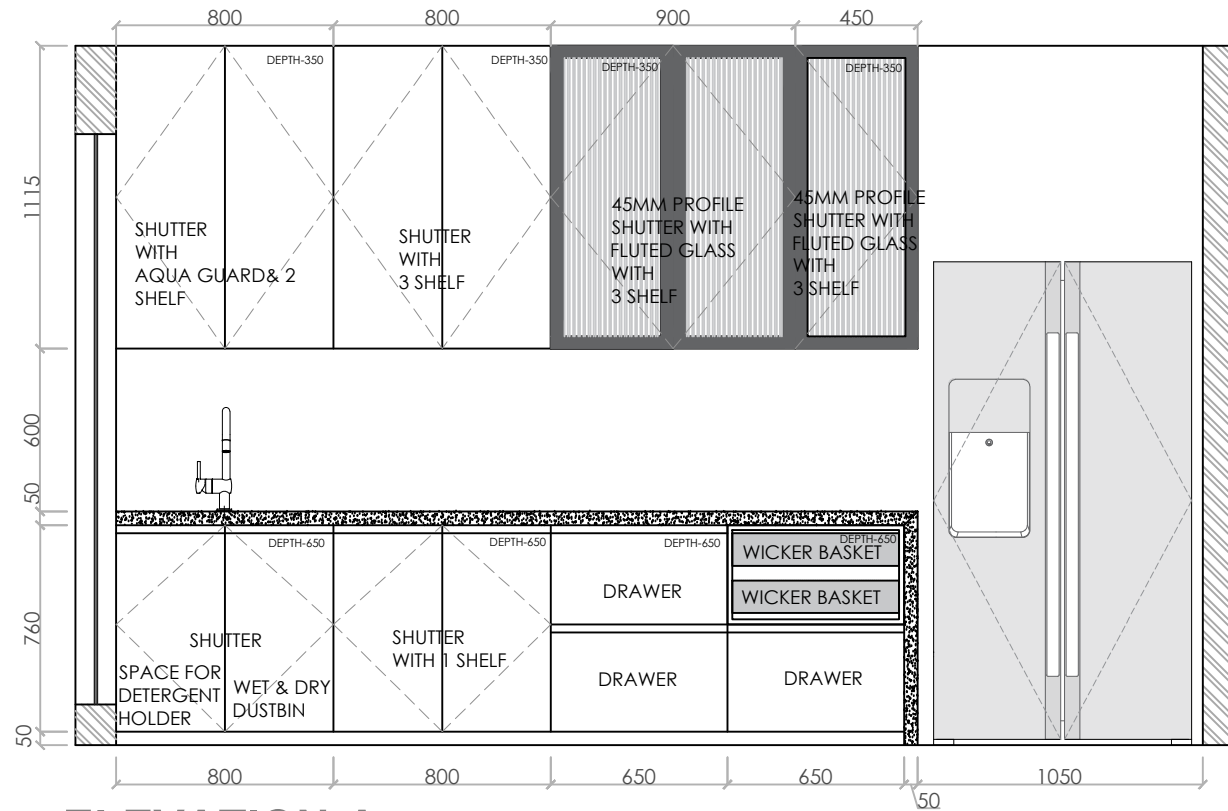 800
800
900
450
DEPTH-350
DEPTH-350
DEPTH-350
DEPTH-350
1115
SHUTTER
WITH
AQUA GUARD& 2
SHELF
SHUTTER
WITH
3 SHELF
45MM PROFILE
SHUTTER WITH
FLUTED GLASS
WITH
3 SHELF
45MM PROFILE
SHUTTER WITH
FLUTED GLASS
WITH
3 SHELF
600
50
DEPTH-650
DEPTH-650
DEPTH-650
DEPTH-650
WICKER BASKET
WICKER BASKET
DRAWER
760
SHUTTER
SPACE FOR
DETERGENT
HOLDER
WET & DRY
DUSTBIN
SHUTTER
WITH 1 SHELF
DRAWER
DRAWER
50
800
800
650
650
50
1050